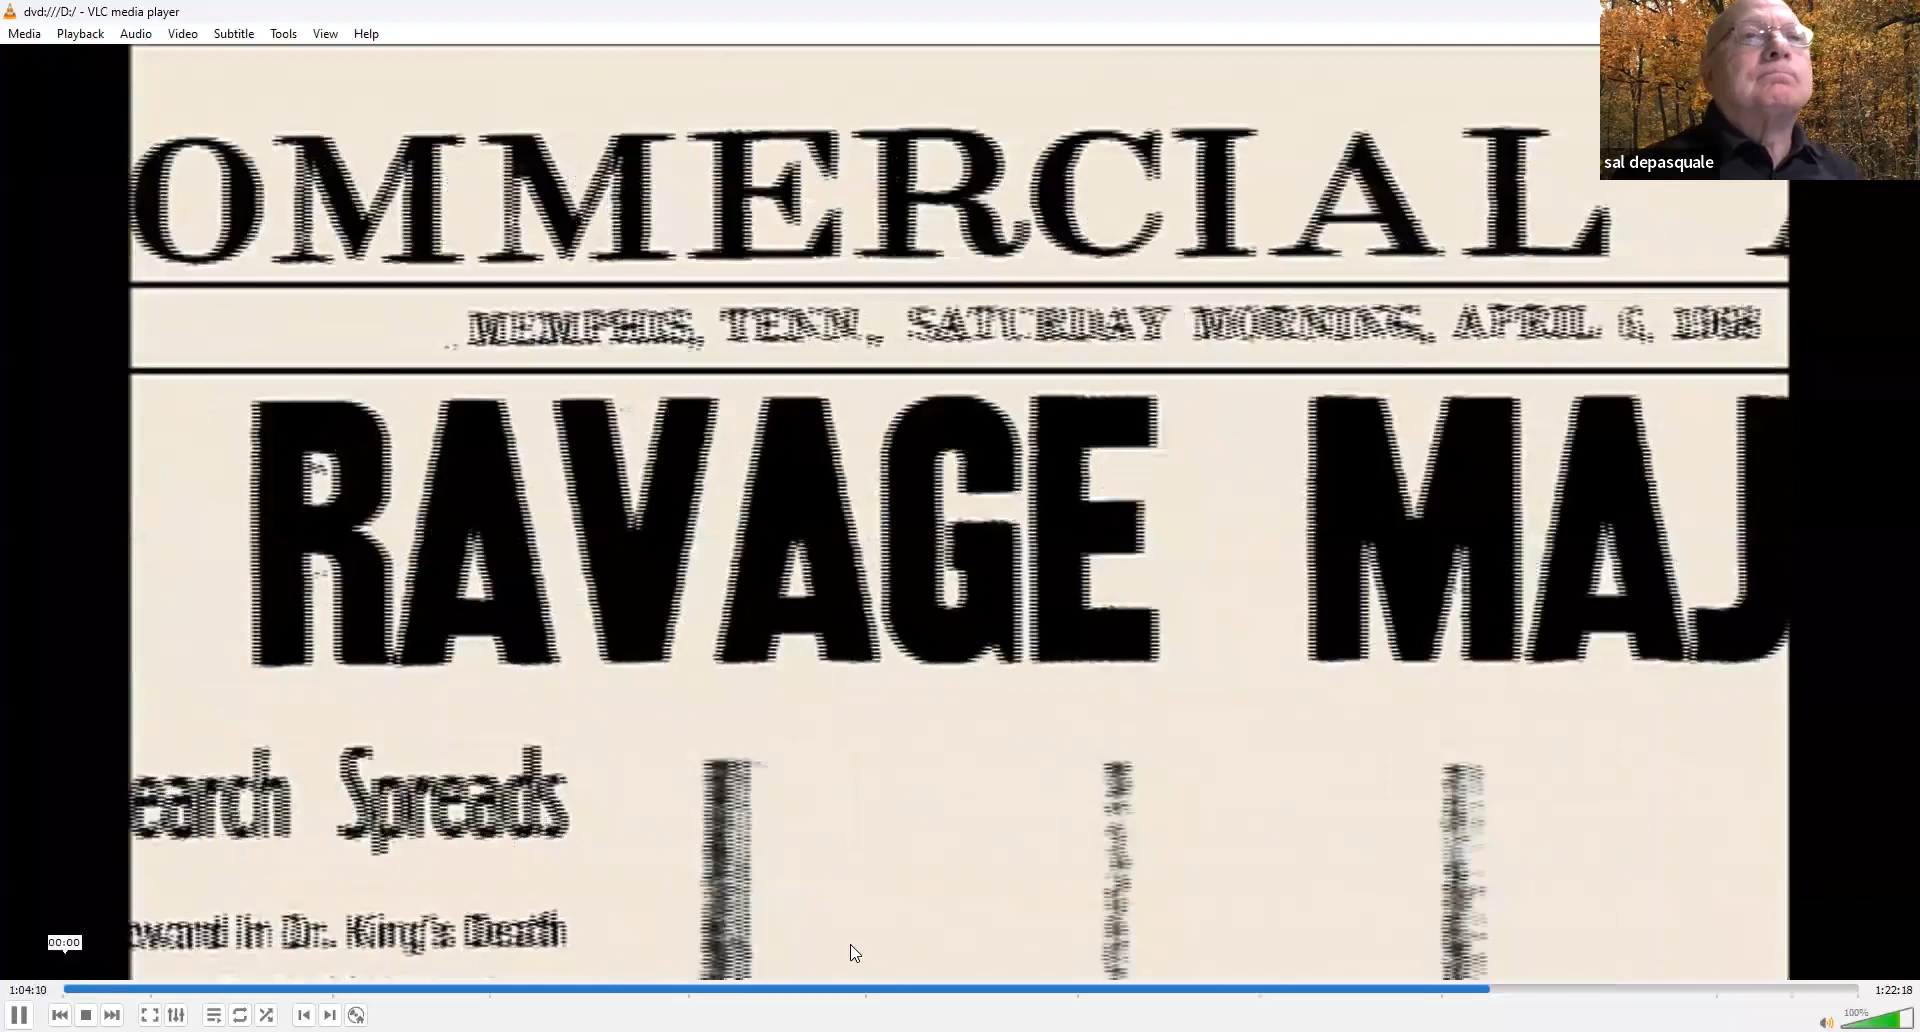 dvd:///D:/ - VLC media player
Media Playback Audio Video Subtitle Tools View Help
sal depasquale
OMMERCIAL A
MEMPHIS, TENN., SATURDAY MORNING, APRIL 6, 1968
RAVAGE MAJ
earch Spreads
eward in Dr. King's Death
00:00
1:04:10
1:22:18
100%